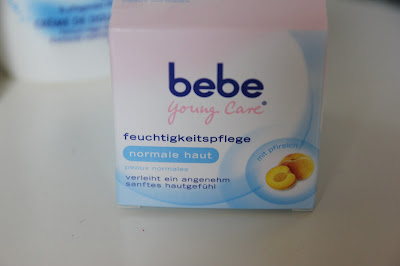 bebe
Young Care®
feuchtigkeitspflege
normale haut
peaux normales
mit pfirsich
verleiht ein angenehm
sanftes hautgefühl